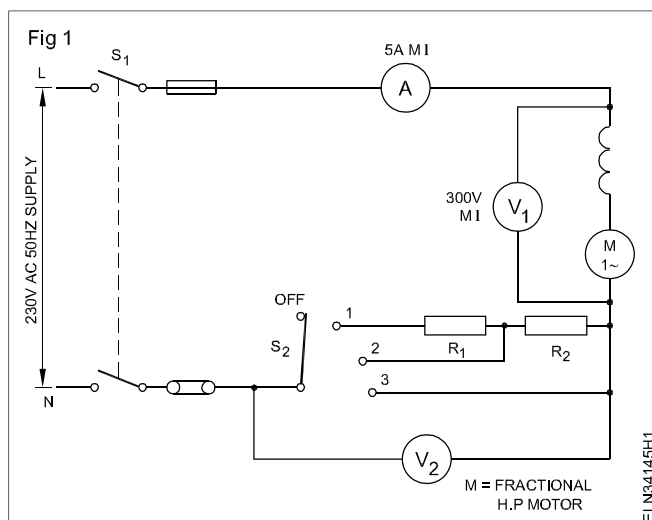 Fig 1
S1
L
5A M I
A
230V AC 50HZ SUPPLY
300V
M I
V1
M
1~
OFF
1
S2
2
R1
R2
3
N
V2
M = FRACTIONAL
H.P MOTOR
ELN34145H1